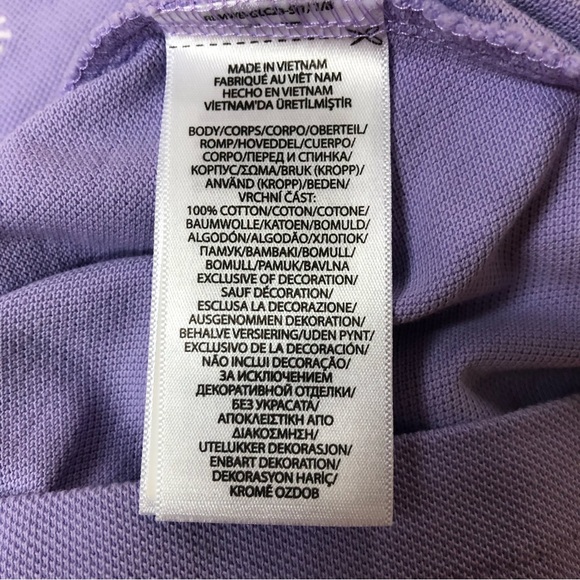 MADE IN VIETNAM
FABRIQUÉ AU VIÊT NAM
HECHO EN VIETNAM
VIETNAM'DA ÜRETİLMİŞTİR
BODY/CORPS/CORPO/OBERTEIL/
ROMP/HOVEDDEL/CUERPO/
CORPO/ПЕРЕД И СПИНКА/
КОРПУС/ΣΩΜΑ/BRUK (KROPP)/
ANVÄND (KROPP)/BEDEN/
VRCHNÍ ČÁST:
100% COTTON/COTON/COTONE/
BAUMWOLLE/KATOEN/BOMULD/
ALGODÓN/ALGODÃO/ХЛОПОК/
ПАМУК/ΒΑΜΒΑΚΙ/BOMULL/
BOMULL/PAMUK/BAVLNA
EXCLUSIVE OF DECORATION/
SAUF DÉCORATION/
ESCLUSA LA DECORAZIONE/
AUSGENOMMEN DEKORATION/
BEHALVE VERSIERING/UDEN PYNT/
EXCLUSIVO DE LA DECORACIÓN/
NÃO INCLUI DECORAÇÃO/
ЗА ИСКЛЮЧЕНИЕМ
ДЕКОРАТИВНОЙ ОТДЕЛКИ/
БЕЗ УКРАСАТА/
ΑΠΟΚΛΕΙΣΤΙΚΗ ΑΠΟ
ΔΙΑΚΟΣΜΗΣΗ/
UTELUKKER DEKORASJON/
ENBART DEKORATION/
DEKORASYON HARİÇ/
KROMĚ OZDOB